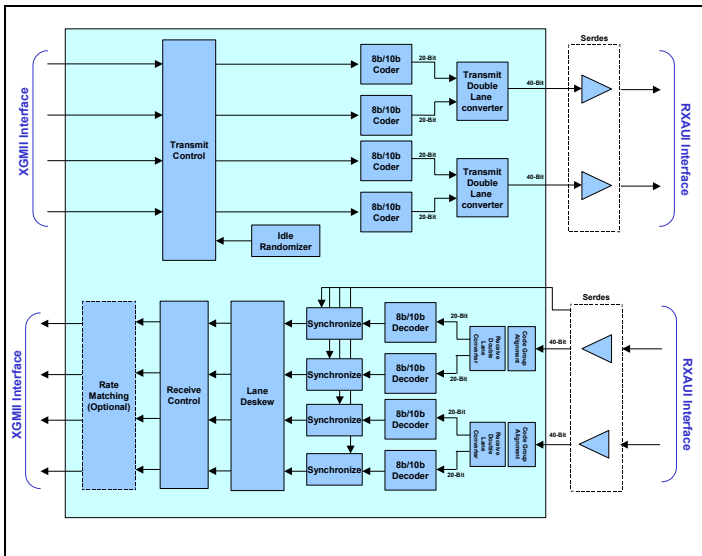 Serdes
XGMII Interface
Transmit
Control
8b/10b
Coder
20-Bit
8b/10b
Coder
20-Bit
8b/10b
Coder
20-Bit
8b/10b
Coder
20-Bit
Transmit
Double
Lane
converter
40-Bit
Transmit
Double
Lane
converter
40-Bit
RXAUI Interface
Idle
Randomizer
XGMII Interface
Rate
Matching
(Optional)
Receive
Control
Lane
Deskew
Synchronize
Synchronize
Synchronize
Synchronize
8b/10b
Decoder
20-Bit
8b/10b
Decoder
20-Bit
8b/10b
Decoder
20-Bit
8b/10b
Decoder
20-Bit
Receive
Double Lane
Converter
Code Group
Alignment
40-Bit
Receive
Double Lane
Converter
Code Group
Alignment
40-Bit
Serdes
RXAUI Interface